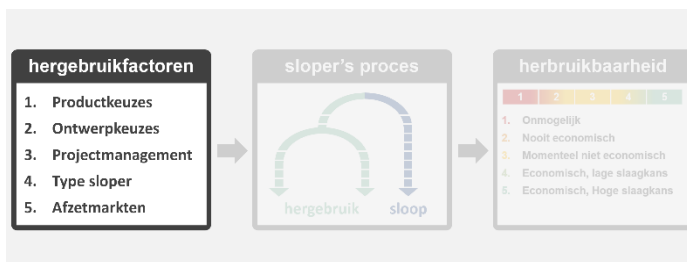 hergebruikfactoren
1. Productkeuzes
2. Ontwerpkeuzes
3. Projectmanagement
4. Type sloper
5. Afzetmarkten
sloper's proces
hergebruik sloop
herbruikbaarheid
1 2 3 4 5
1. Onmogelijk
2. Nooit economisch
3. Momenteel niet economisch
4. Economisch, lage slaagkans
5. Economisch, Hoge slaagkans